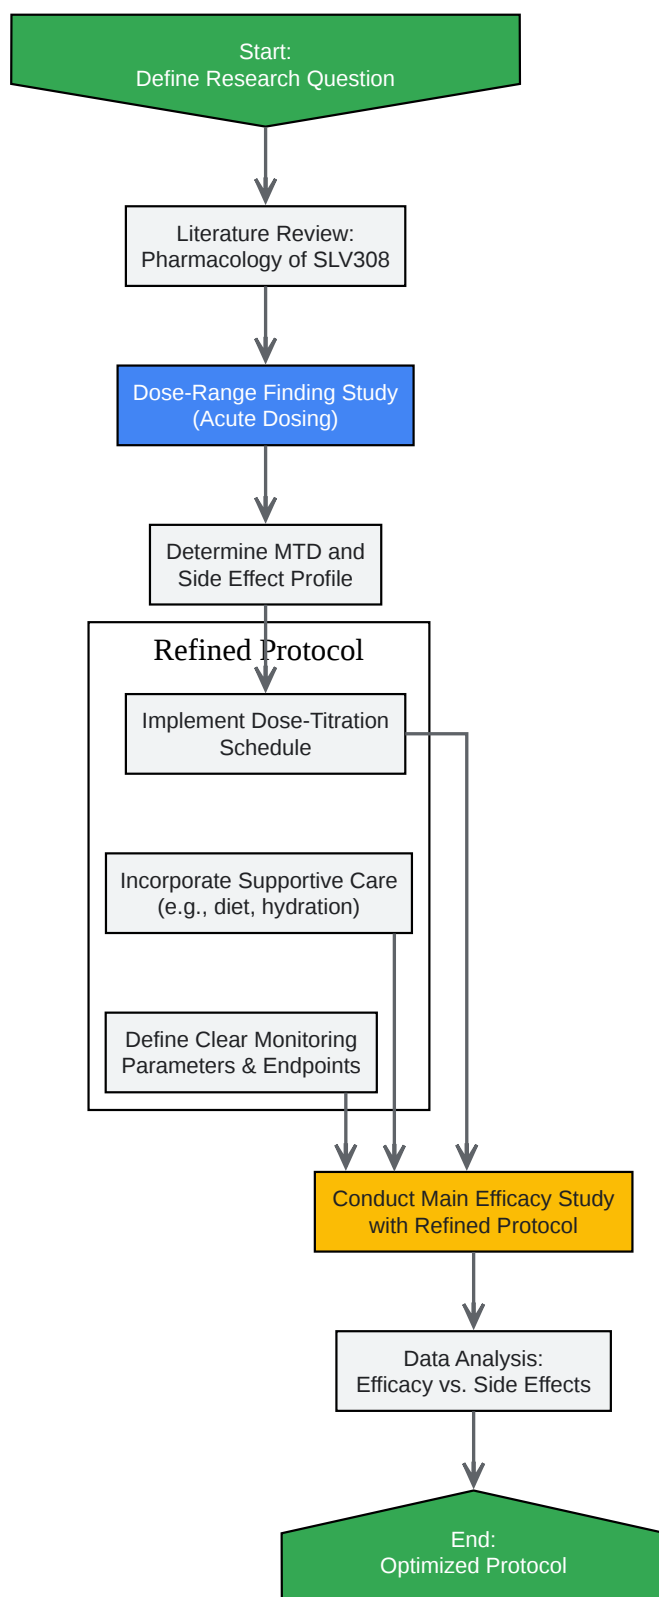 Start:
Define Research Question
Literature Review:
Pharmacology of SLV308
Dose-Range Finding Study
(Acute Dosing)
Determine MTD and
Side Effect Profile
Refined Protocol
Implement Dose-Titration
Schedule
Incorporate Supportive Care
(e.g., diet, hydration)
Define Clear Monitoring
Parameters & Endpoints
Conduct Main Efficacy Study
with Refined Protocol
Data Analysis:
Efficacy vs. Side Effects
End:
Optimized Protocol